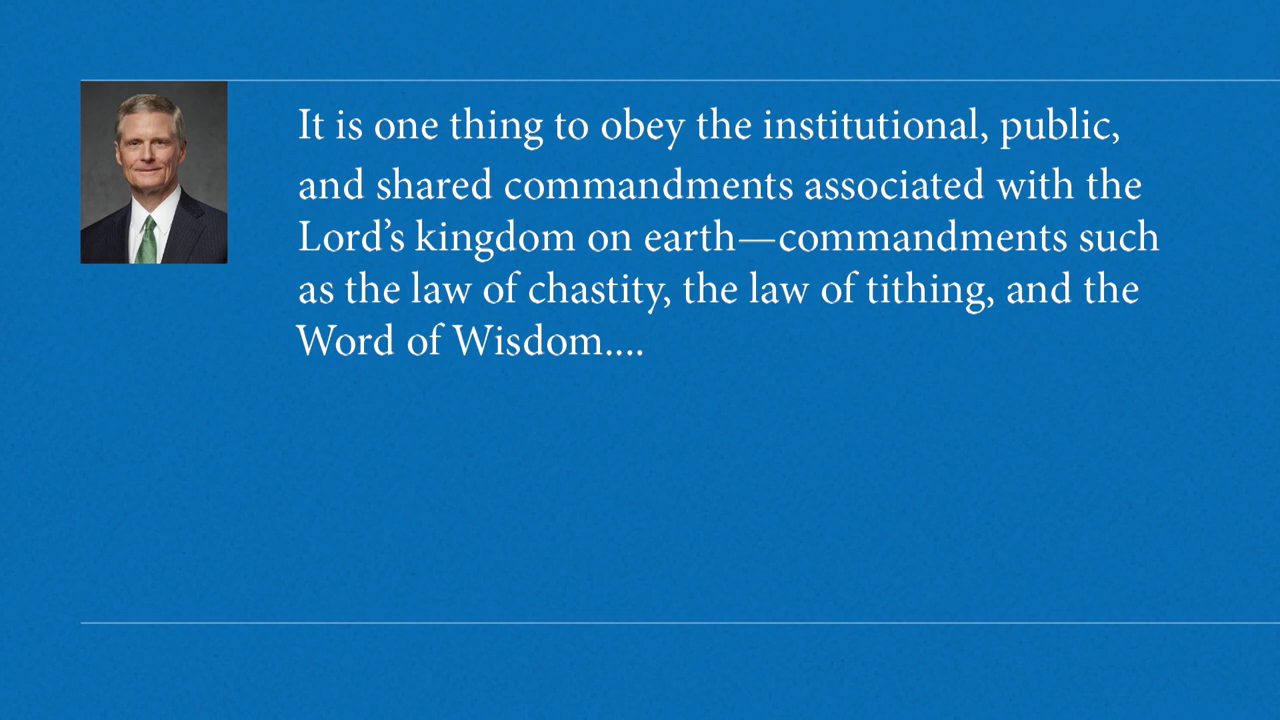 It is one thing to obey the institutional, public,
and shared commandments associated with the
Lord’s kingdom on earth—commandments such
as the law of chastity, the law of tithing, and the
Word of Wisdom....